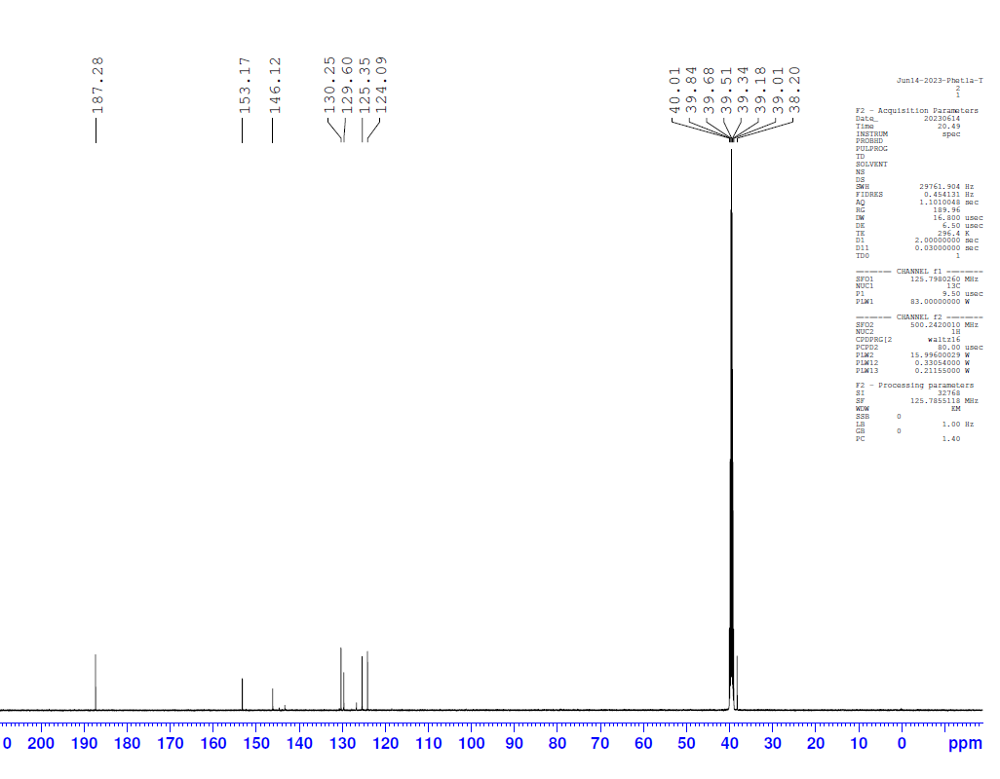 187.28
153.17
146.12
130.25
129.60
125.35
124.09
40.01
39.84
39.68
39.51
39.34
39.18
39.01
38.20
Jun14-2023-Phetla-T
2
1
F2 - Acquisition Parameters
Date_ 20230614
Time 20.49
INSTRUM spec
PROBHD
PULPROG
TD
SOLVENT
NS
DS
SWH 29761.904 Hz
FIDRES 0.454131 Hz
AQ 1.1010048 sec
RG 189.96
DW 16.800 usec
DE 6.50 usec
TE 296.4 K
D1 2.00000000 sec
D11 0.03000000 sec
TD0 1
======== CHANNEL f1 ========
SFO1 125.7980260 MHz
NUC1 13C
P1 9.50 usec
PLW1 83.00000000 W
======== CHANNEL f2 ========
SFO2 500.2420010 MHz
NUC2 1H
CPDPRG[2 waltz16
PCPD2 80.00 usec
PLW2 15.99600029 W
PLW12 0.33054000 W
PLW13 0.21155000 W
F2 - Processing parameters
SI 32768
SF 125.7855118 MHz
WDW EM
SSB 0
LB 1.00 Hz
GB 0
PC 1.40
0 200 190 180 170 160 150 140 130 120 110 100 90 80 70 60 50 40 30 20 10 0 ppm